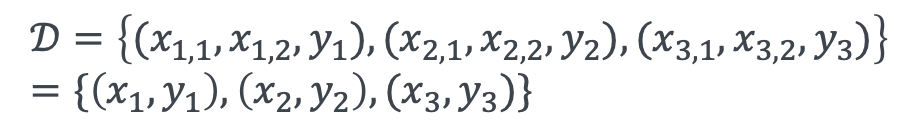 𝒟 = {(x₁,₁, x₁,₂, y₁), (x₂,₁, x₂,₂, y₂), (x₃,₁, x₃,₂, y₃)}
= {(x₁, y₁), (x₂, y₂), (x₃, y₃)}